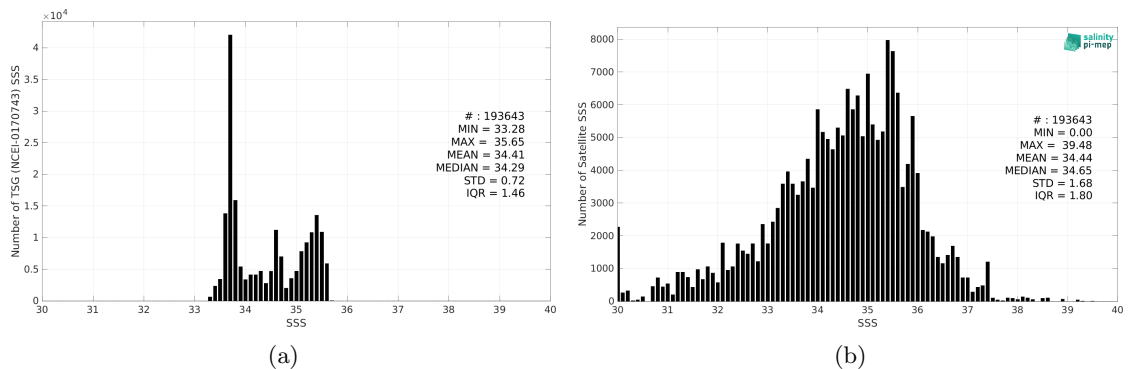 ×10⁴
4
3.5
3
2.5
2
1.5
1
0.5
0
Number of TSG (NCEI-0170743) SSS
# : 193643
MIN = 33.28
MAX = 35.65
MEAN = 34.41
MEDIAN = 34.29
STD = 0.72
IQR = 1.46
30 31 32 33 34 35 36 37 38 39 40
SSS
(a)
8000
7000
6000
5000
4000
3000
2000
1000
0
Number of Satellite SSS
salinity
pi-mep
# : 193643
MIN = 0.00
MAX = 39.48
MEAN = 34.44
MEDIAN = 34.65
STD = 1.68
IQR = 1.80
30 31 32 33 34 35 36 37 38 39 40
SSS
(b)